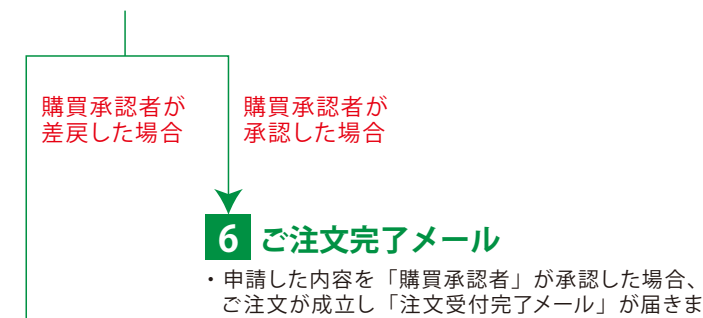 購買承認者が
差戻した場合
購買承認者が
承認した場合
6 ご注文完了メール
・申請した内容を「購買承認者」が承認した場合、
ご注文が成立し「注文受付完了メール」が届きま